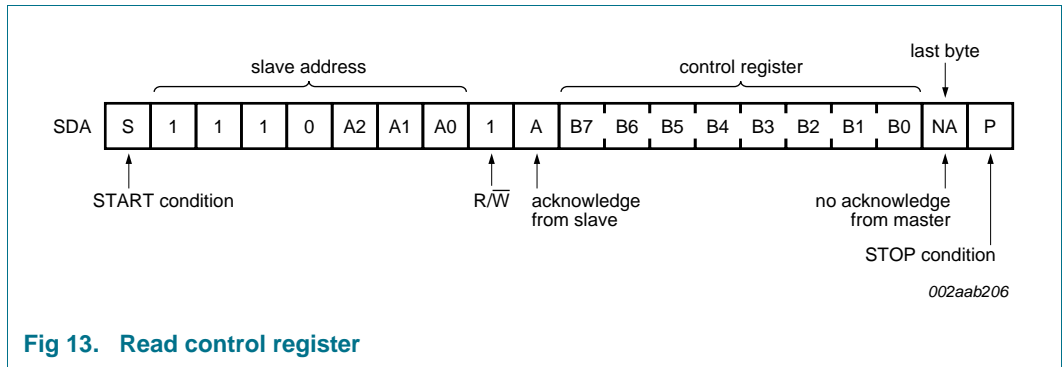 last byte
slave address control register
SDA S 1 1 1 0 A2 A1 A0 1 A B7 B6 B5 B4 B3 B2 B1 B0 NA P
START condition R/W̅ acknowledge from slave no acknowledge from master
STOP condition
002aab206
Fig 13. Read control register